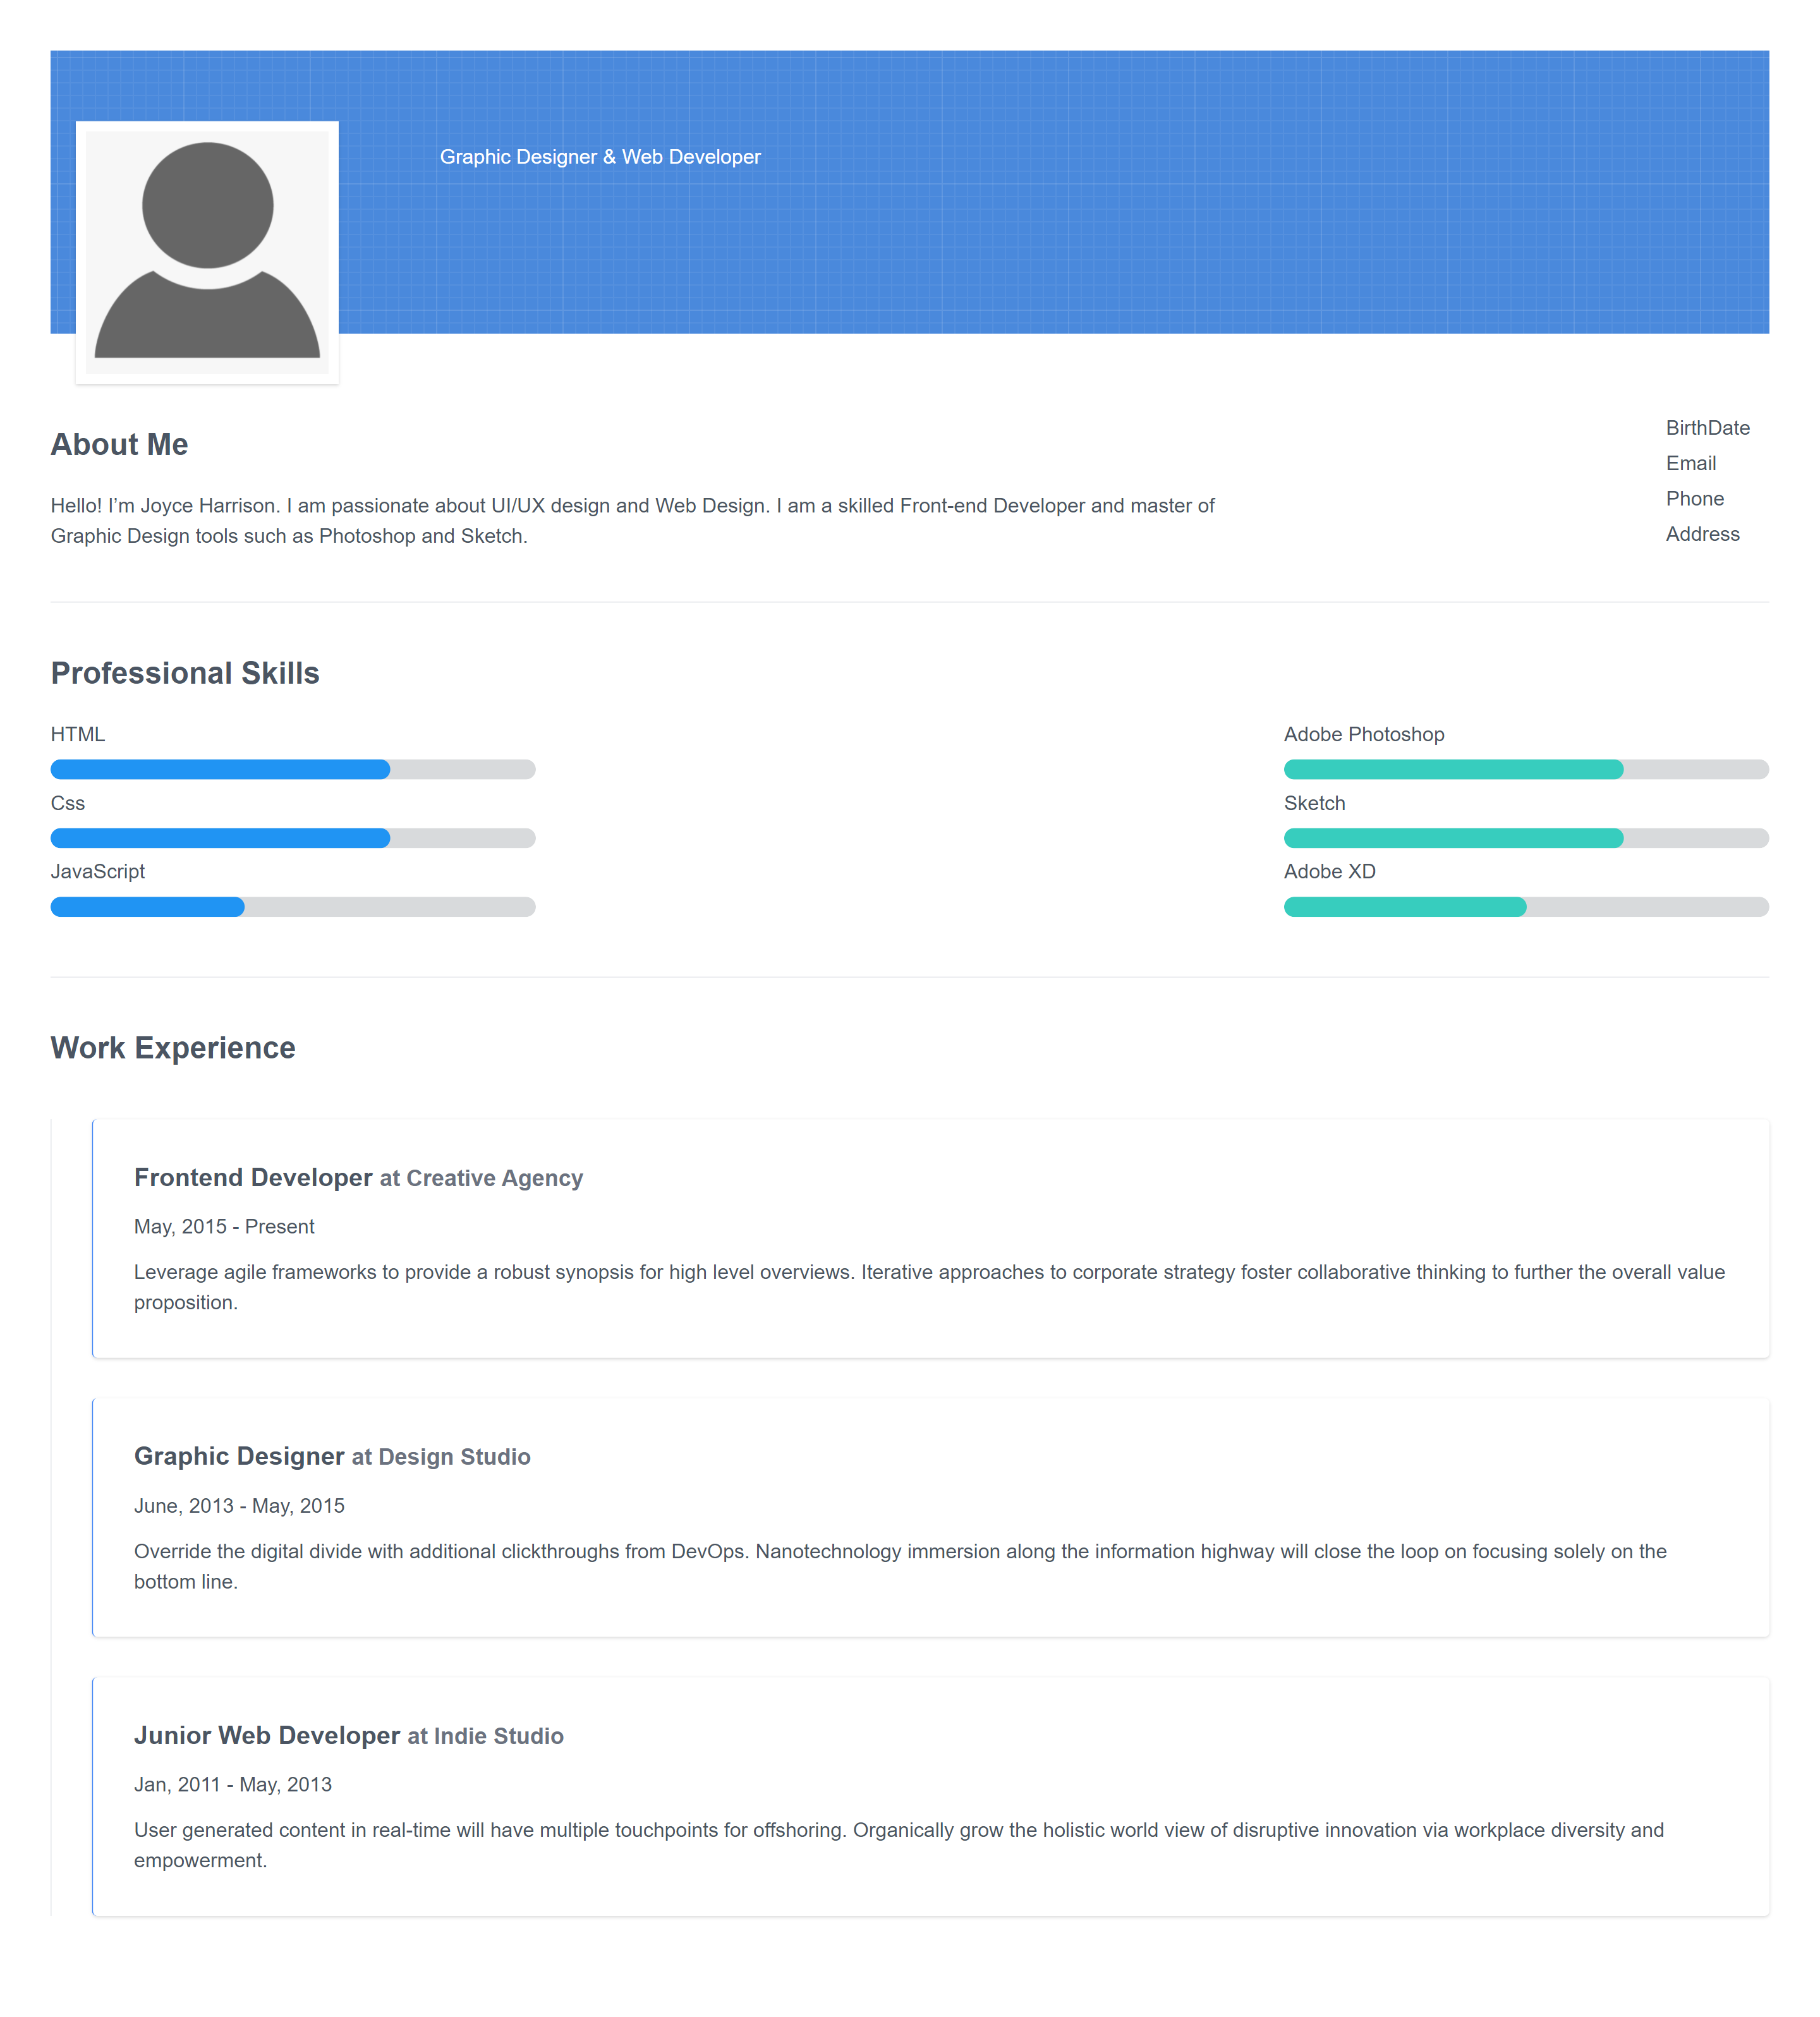 Graphic Designer & Web Developer
About Me
Hello! I’m Joyce Harrison. I am passionate about UI/UX design and Web Design. I am a skilled Front-end Developer and master of
Graphic Design tools such as Photoshop and Sketch.
BirthDate
Email
Phone
Address
Professional Skills
HTML
Css
JavaScript
Adobe Photoshop
Sketch
Adobe XD
Work Experience
Frontend Developer at Creative Agency
May, 2015 - Present
Leverage agile frameworks to provide a robust synopsis for high level overviews. Iterative approaches to corporate strategy foster collaborative thinking to further the overall value
proposition.
Graphic Designer at Design Studio
June, 2013 - May, 2015
Override the digital divide with additional clickthroughs from DevOps. Nanotechnology immersion along the information highway will close the loop on focusing solely on the
bottom line.
Junior Web Developer at Indie Studio
Jan, 2011 - May, 2013
User generated content in real-time will have multiple touchpoints for offshoring. Organically grow the holistic world view of disruptive innovation via workplace diversity and
empowerment.